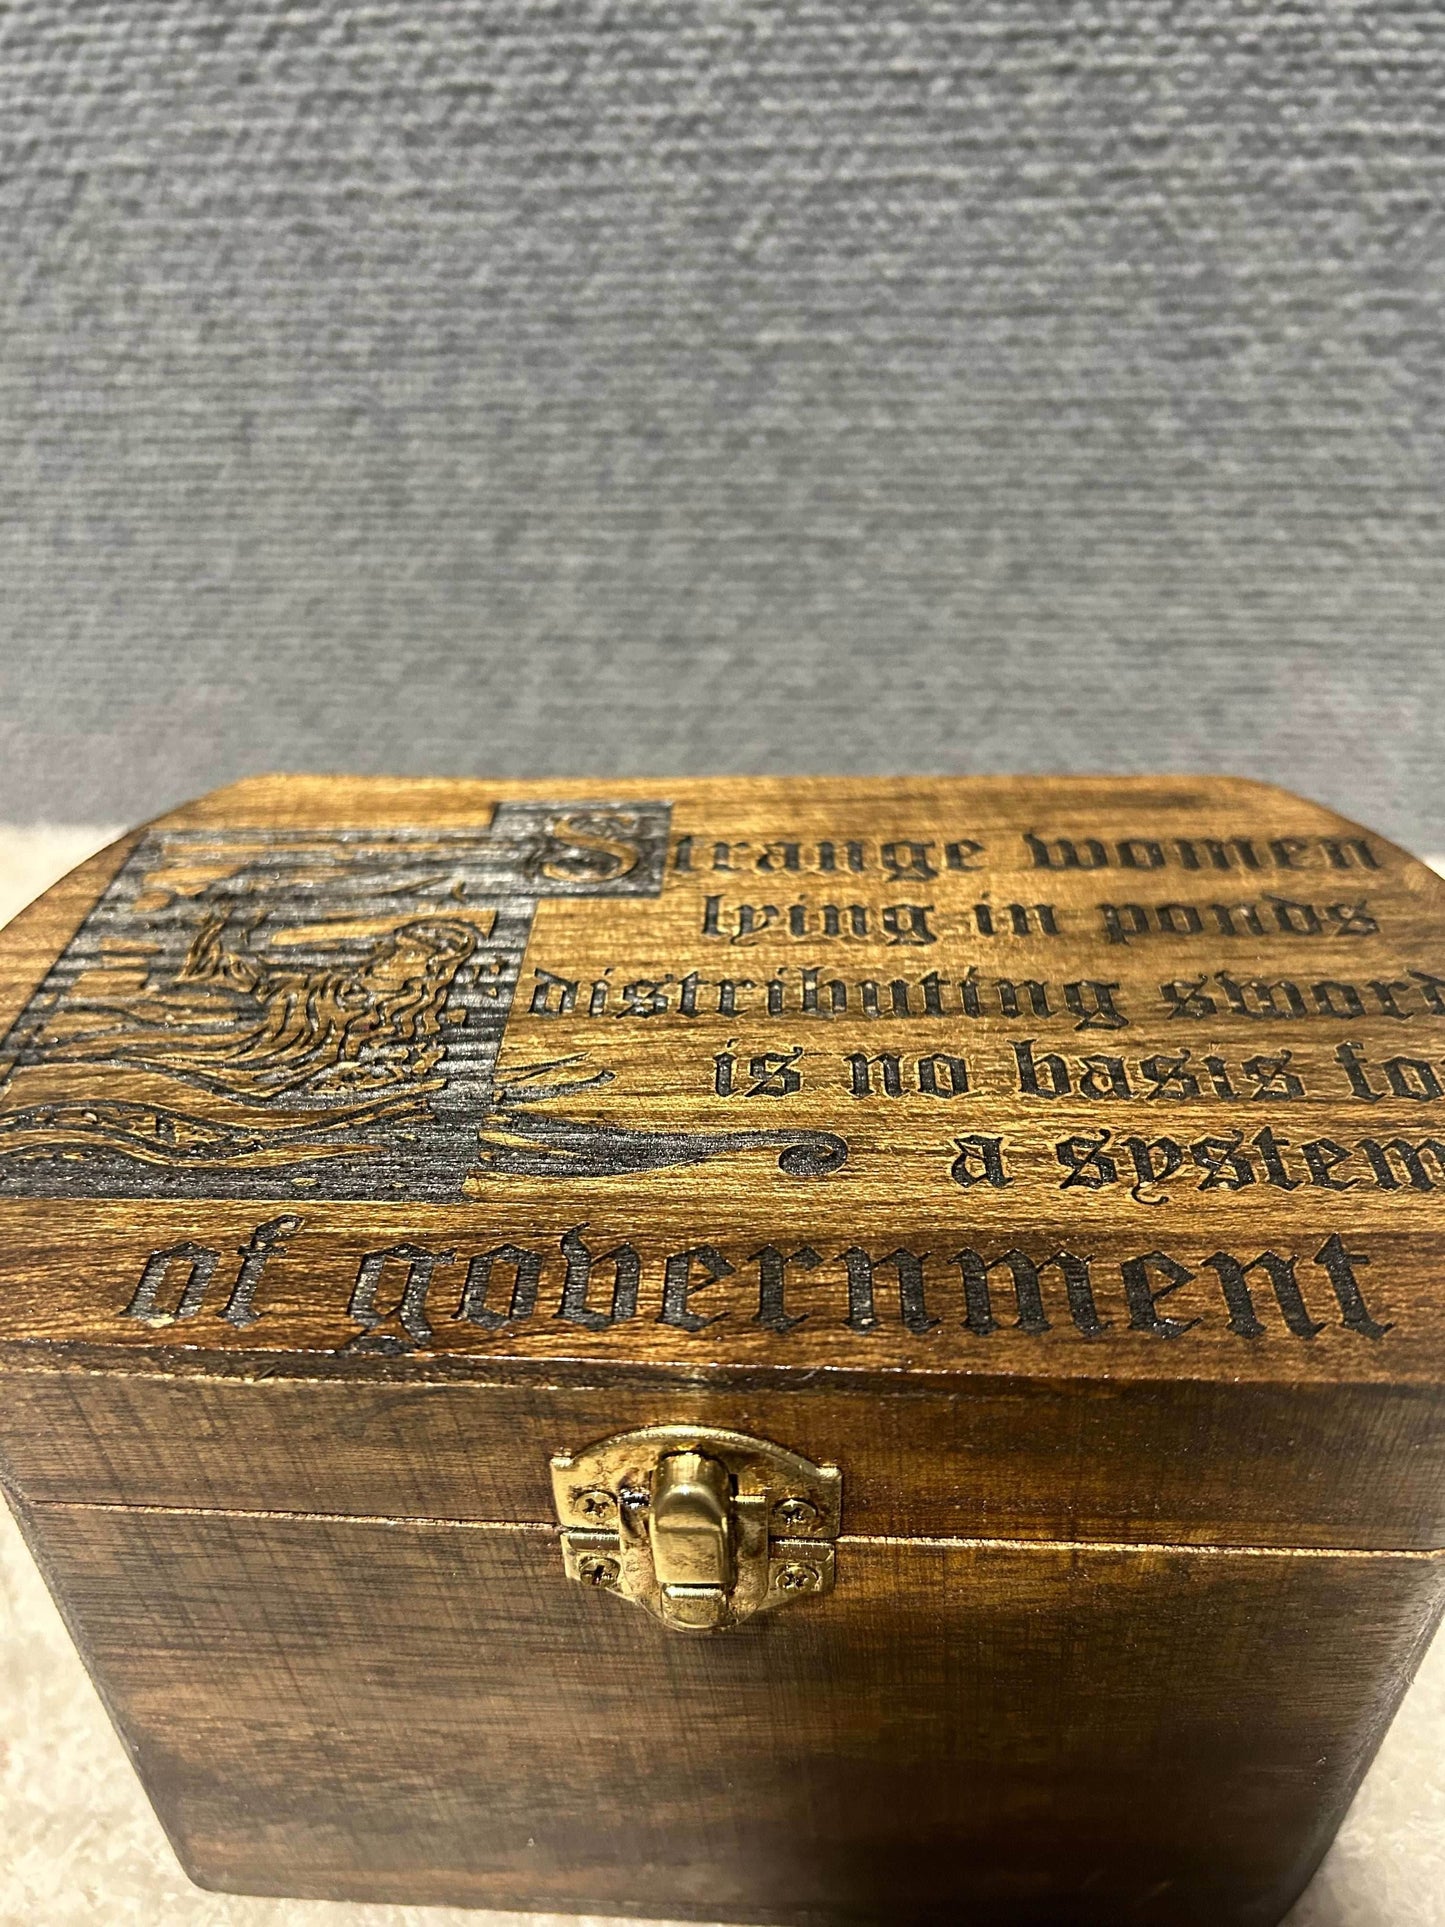 Strange women
lying in ponds
distributing sword
is no basis fo
a system
of government